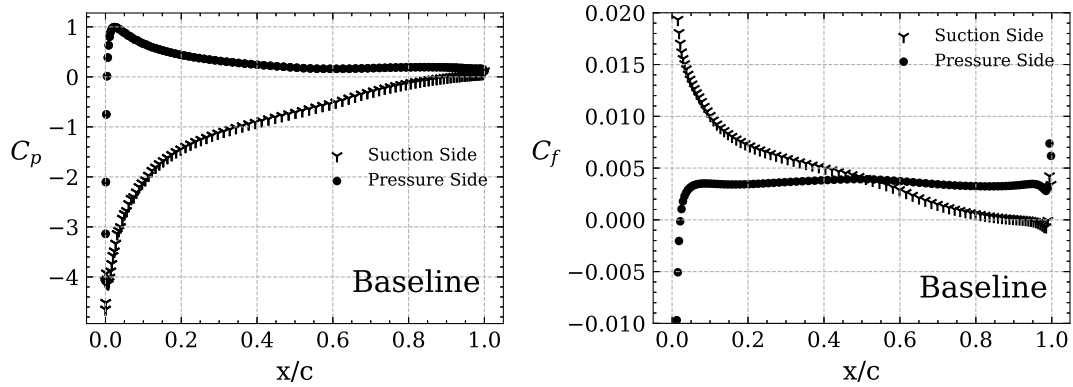 1
0
−1
−2
−3
−4
C_p
Suction Side
Pressure Side
Baseline
0.0 0.2 0.4 0.6 0.8 1.0
x/c
0.020
0.015
0.010
0.005
0.000
−0.005
−0.010
C_f
Suction Side
Pressure Side
Baseline
0.0 0.2 0.4 0.6 0.8 1.0
x/c